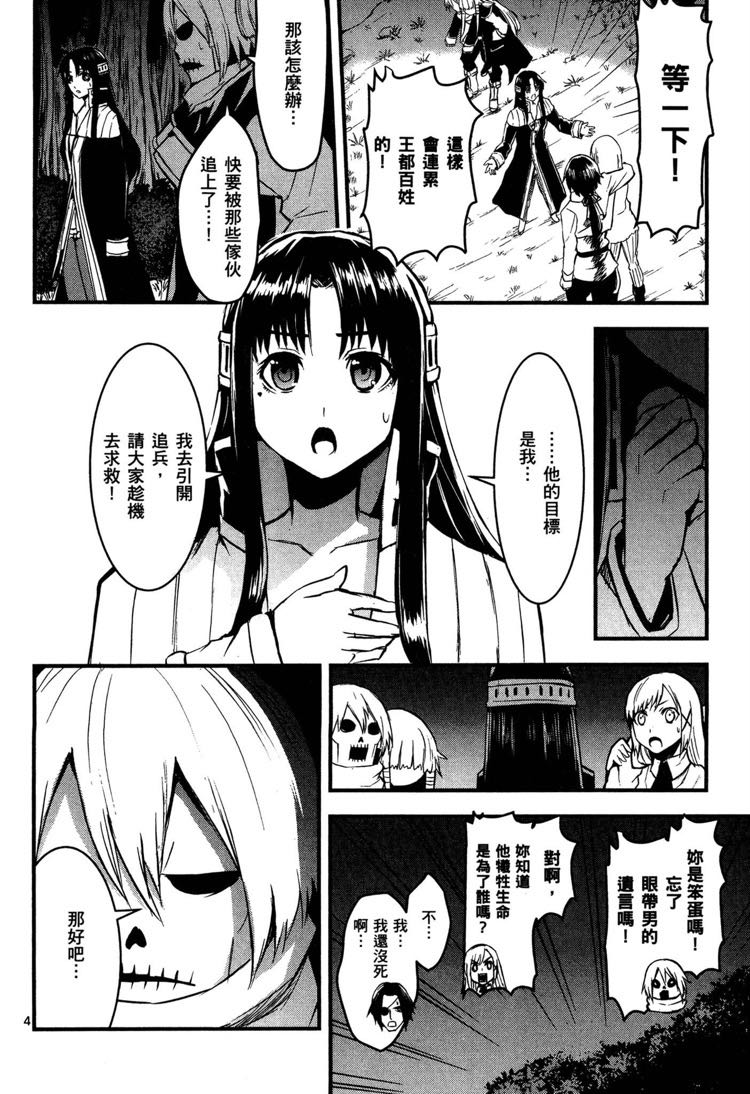 等一下！
這樣
會連累
王都百姓
的！
那該怎麼辦…
快要被那些傢伙
追上了…！
……他的目標
是我…
我去引開
追兵，
請大家趁機
去求救！
妳是笨蛋嗎！
忘了
眼帶男的
遺言嗎！
對啊，
妳知道
他犧牲生命
是為了誰嗎？
不…
我…
我還沒死
啊…
那好吧…
4